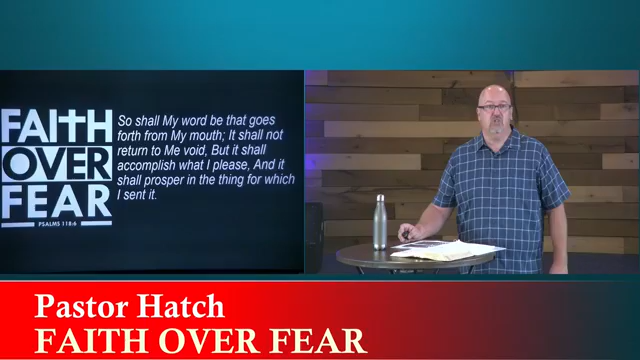 FAITH
OVER
FEAR
PSALMS 118:6
So shall My word be that goes
forth from My mouth; It shall not
return to Me void, But it shall
accomplish what I please, And it
shall prosper in the thing for which
I sent it.
Pastor Hatch
FAITH OVER FEAR